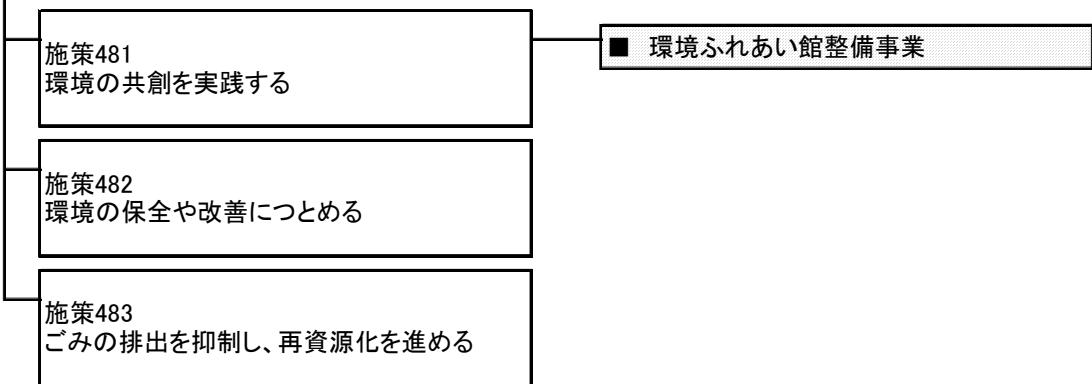 施策481
環境の共創を実践する
■ 環境ふれあい館整備事業
施策482
環境の保全や改善につとめる
施策483
ごみの排出を抑制し、再資源化を進める